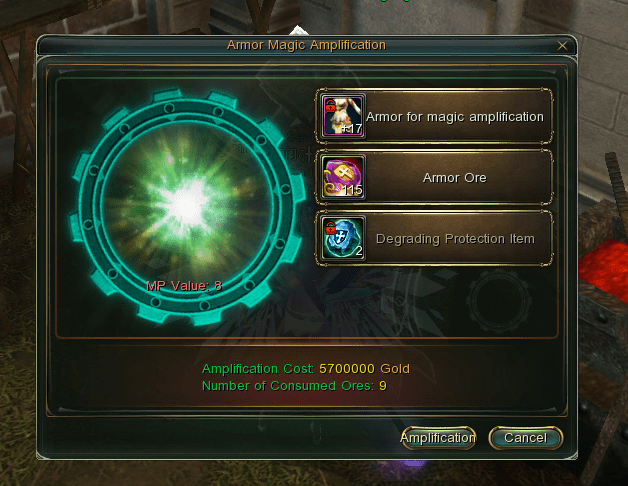 Armor Magic Amplification
+17
Armor for magic amplification
115
Armor Ore
2
Degrading Protection Item
MP Value: 8
Amplification Cost: 5700000 Gold
Number of Consumed Ores: 9
Amplification
Cancel